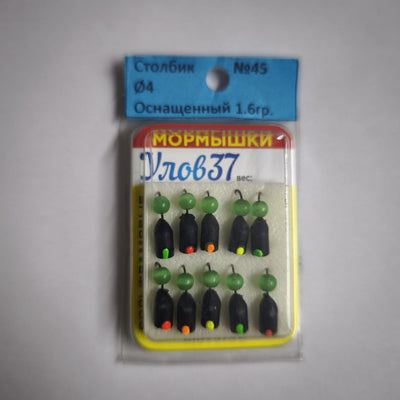 Столбик №45
Ø4
Оснащенный 1.6гр.
МОРМЫШКИ
Улов37
вес: